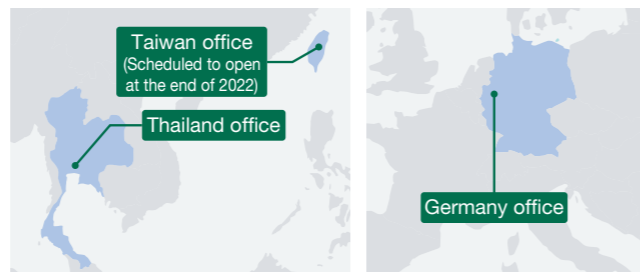 Taiwan office
(Scheduled to open
at the end of 2022)
Thailand office
Germany office